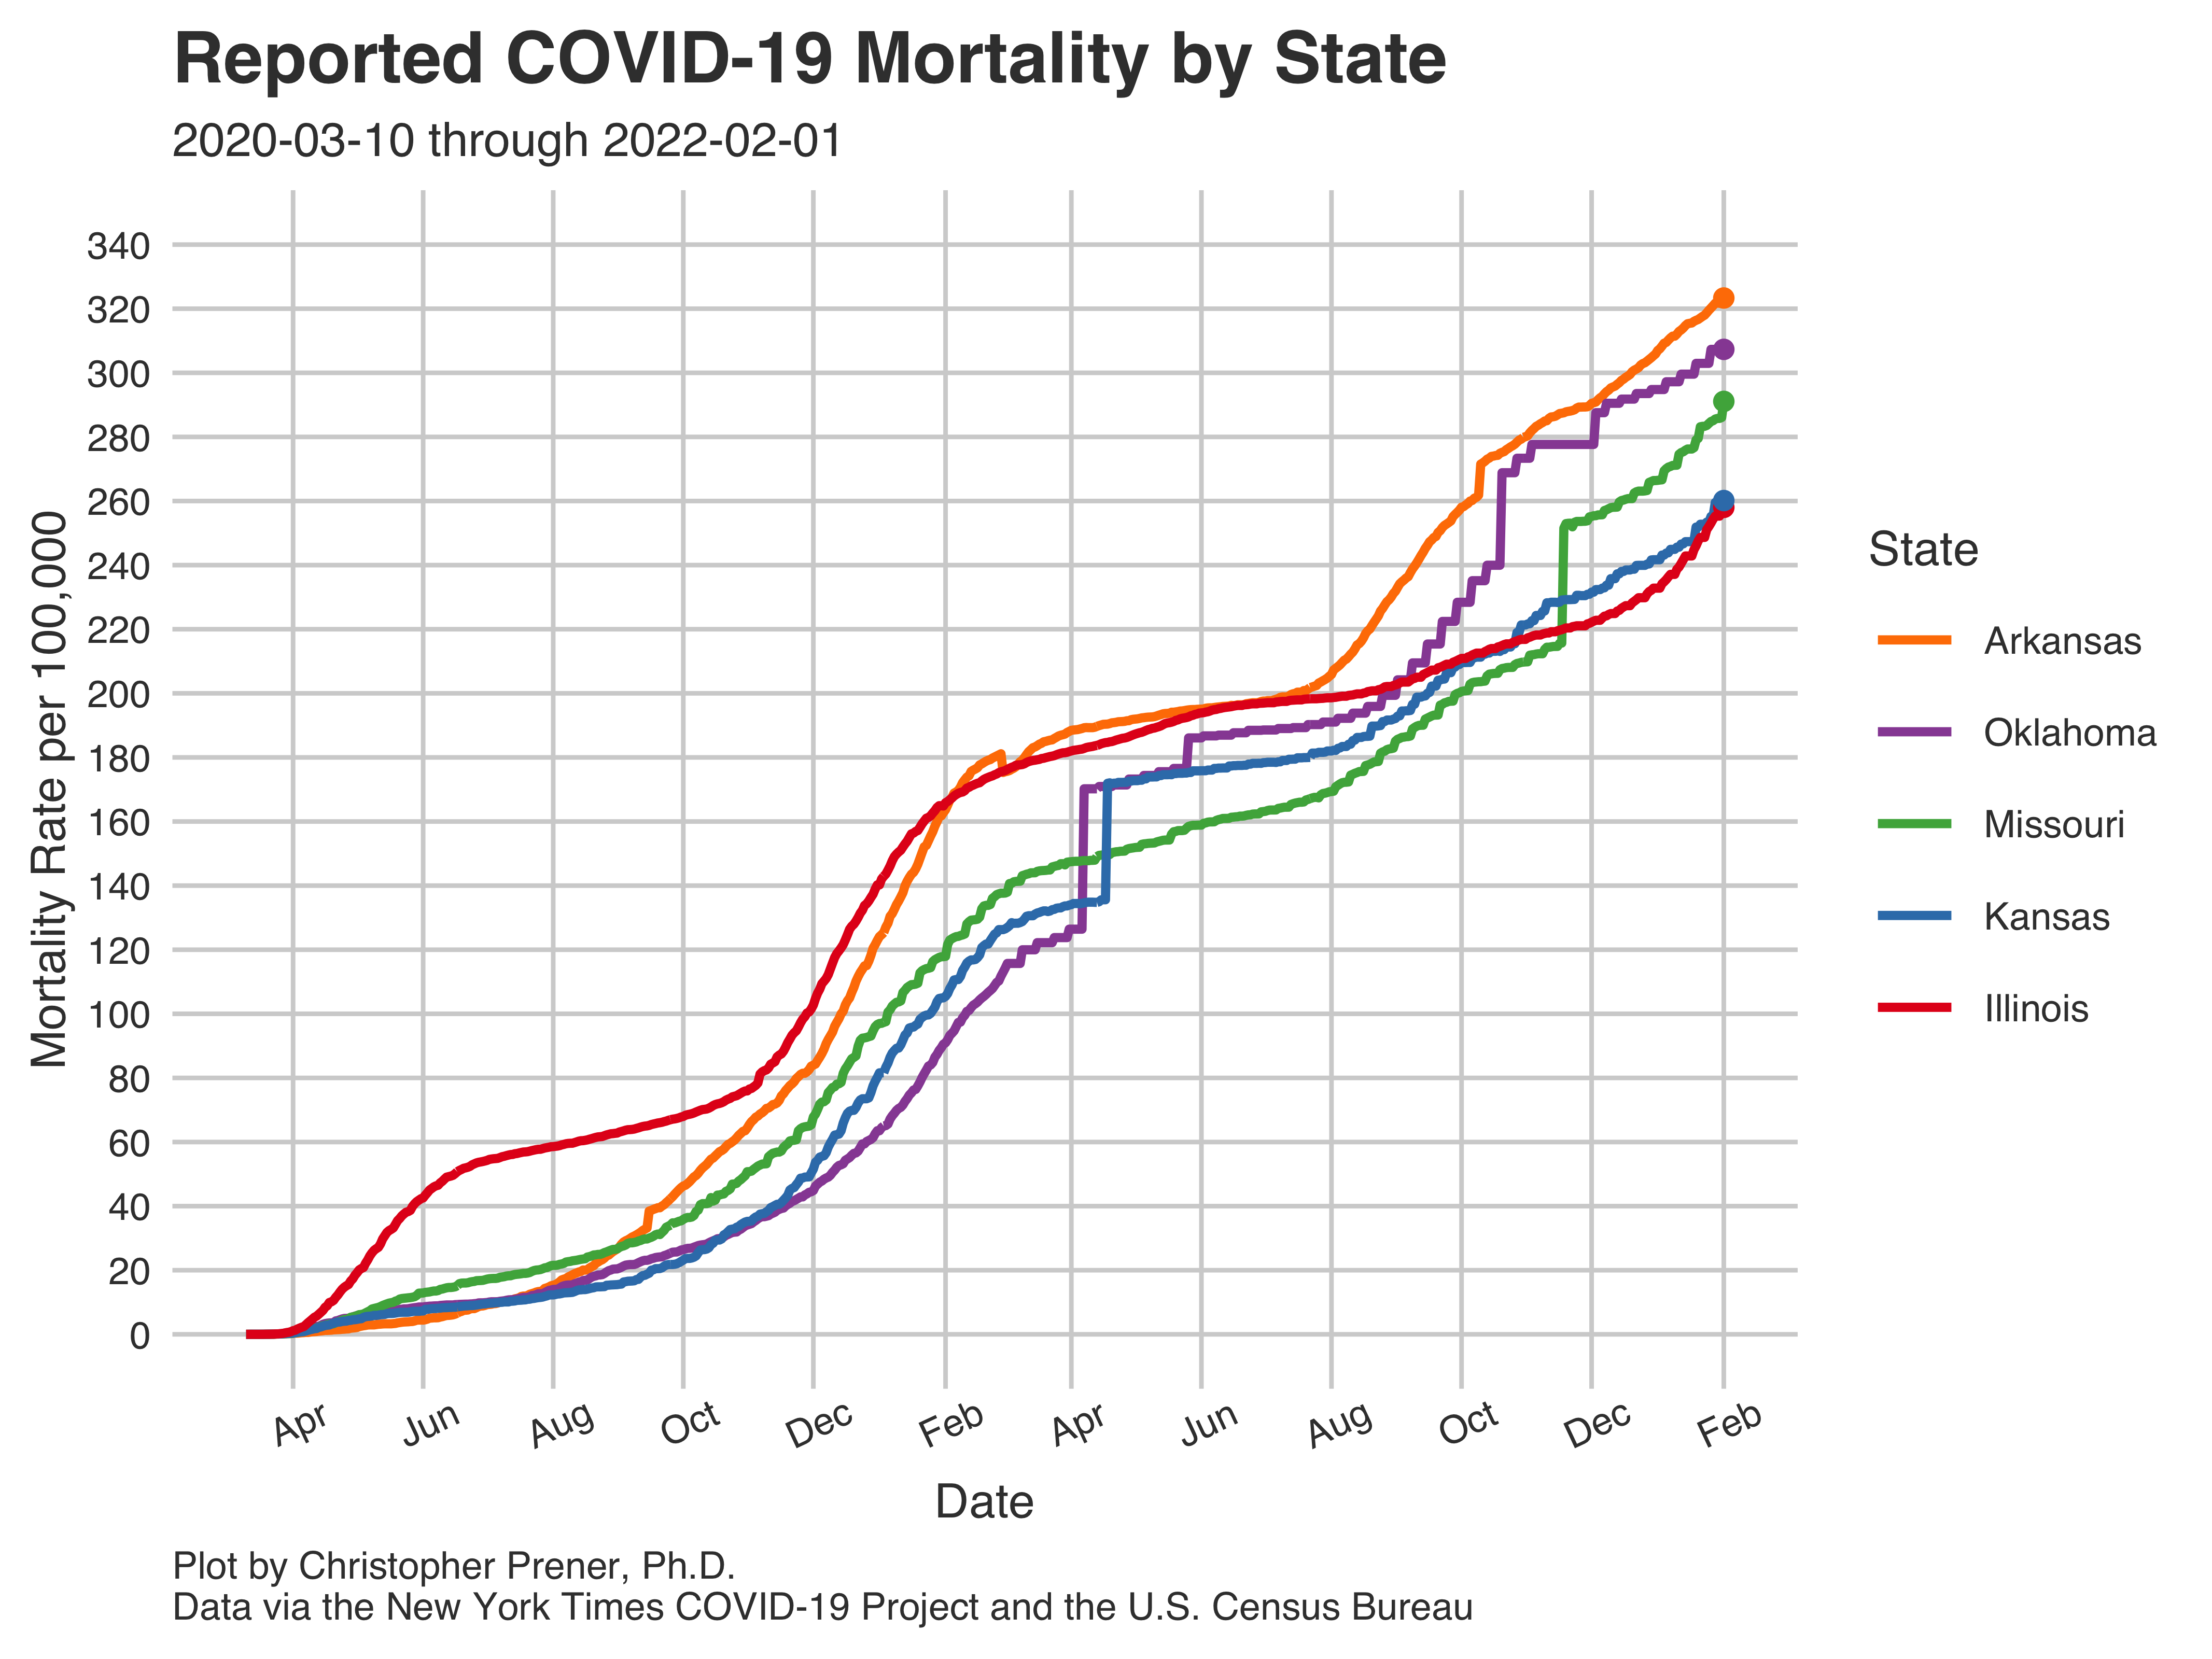 Reported COVID-19 Mortality by State
2020-03-10 through 2022-02-01
Mortality Rate per 100,000
340
320
300
280
260
240
220
200
180
160
140
120
100
80
60
40
20
0
Apr
Jun
Aug
Oct
Dec
Feb
Apr
Jun
Aug
Oct
Dec
Feb
Date
State
Arkansas
Oklahoma
Missouri
Kansas
Illinois
Plot by Christopher Prener, Ph.D.
Data via the New York Times COVID-19 Project and the U.S. Census Bureau